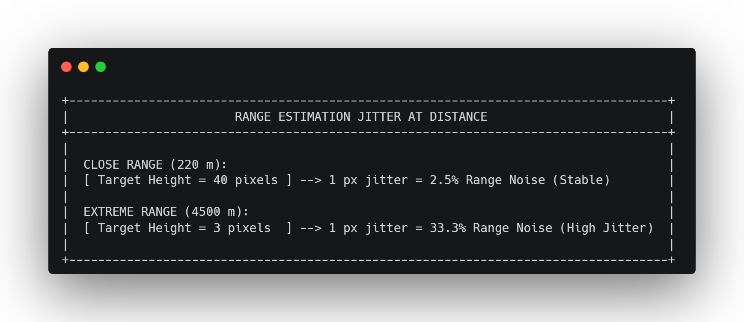 +-----------------------------------------------------------------------------------+
|                       RANGE ESTIMATION JITTER AT DISTANCE                         |
+-----------------------------------------------------------------------------------+
|                                                                                   |
|  CLOSE RANGE (220 m):                                                             |
|  [ Target Height = 40 pixels ] --> 1 px jitter = 2.5% Range Noise (Stable)        |
|                                                                                   |
|  EXTREME RANGE (4500 m):                                                          |
|  [ Target Height = 3 pixels  ] --> 1 px jitter = 33.3% Range Noise (High Jitter)  |
|                                                                                   |
+-----------------------------------------------------------------------------------+